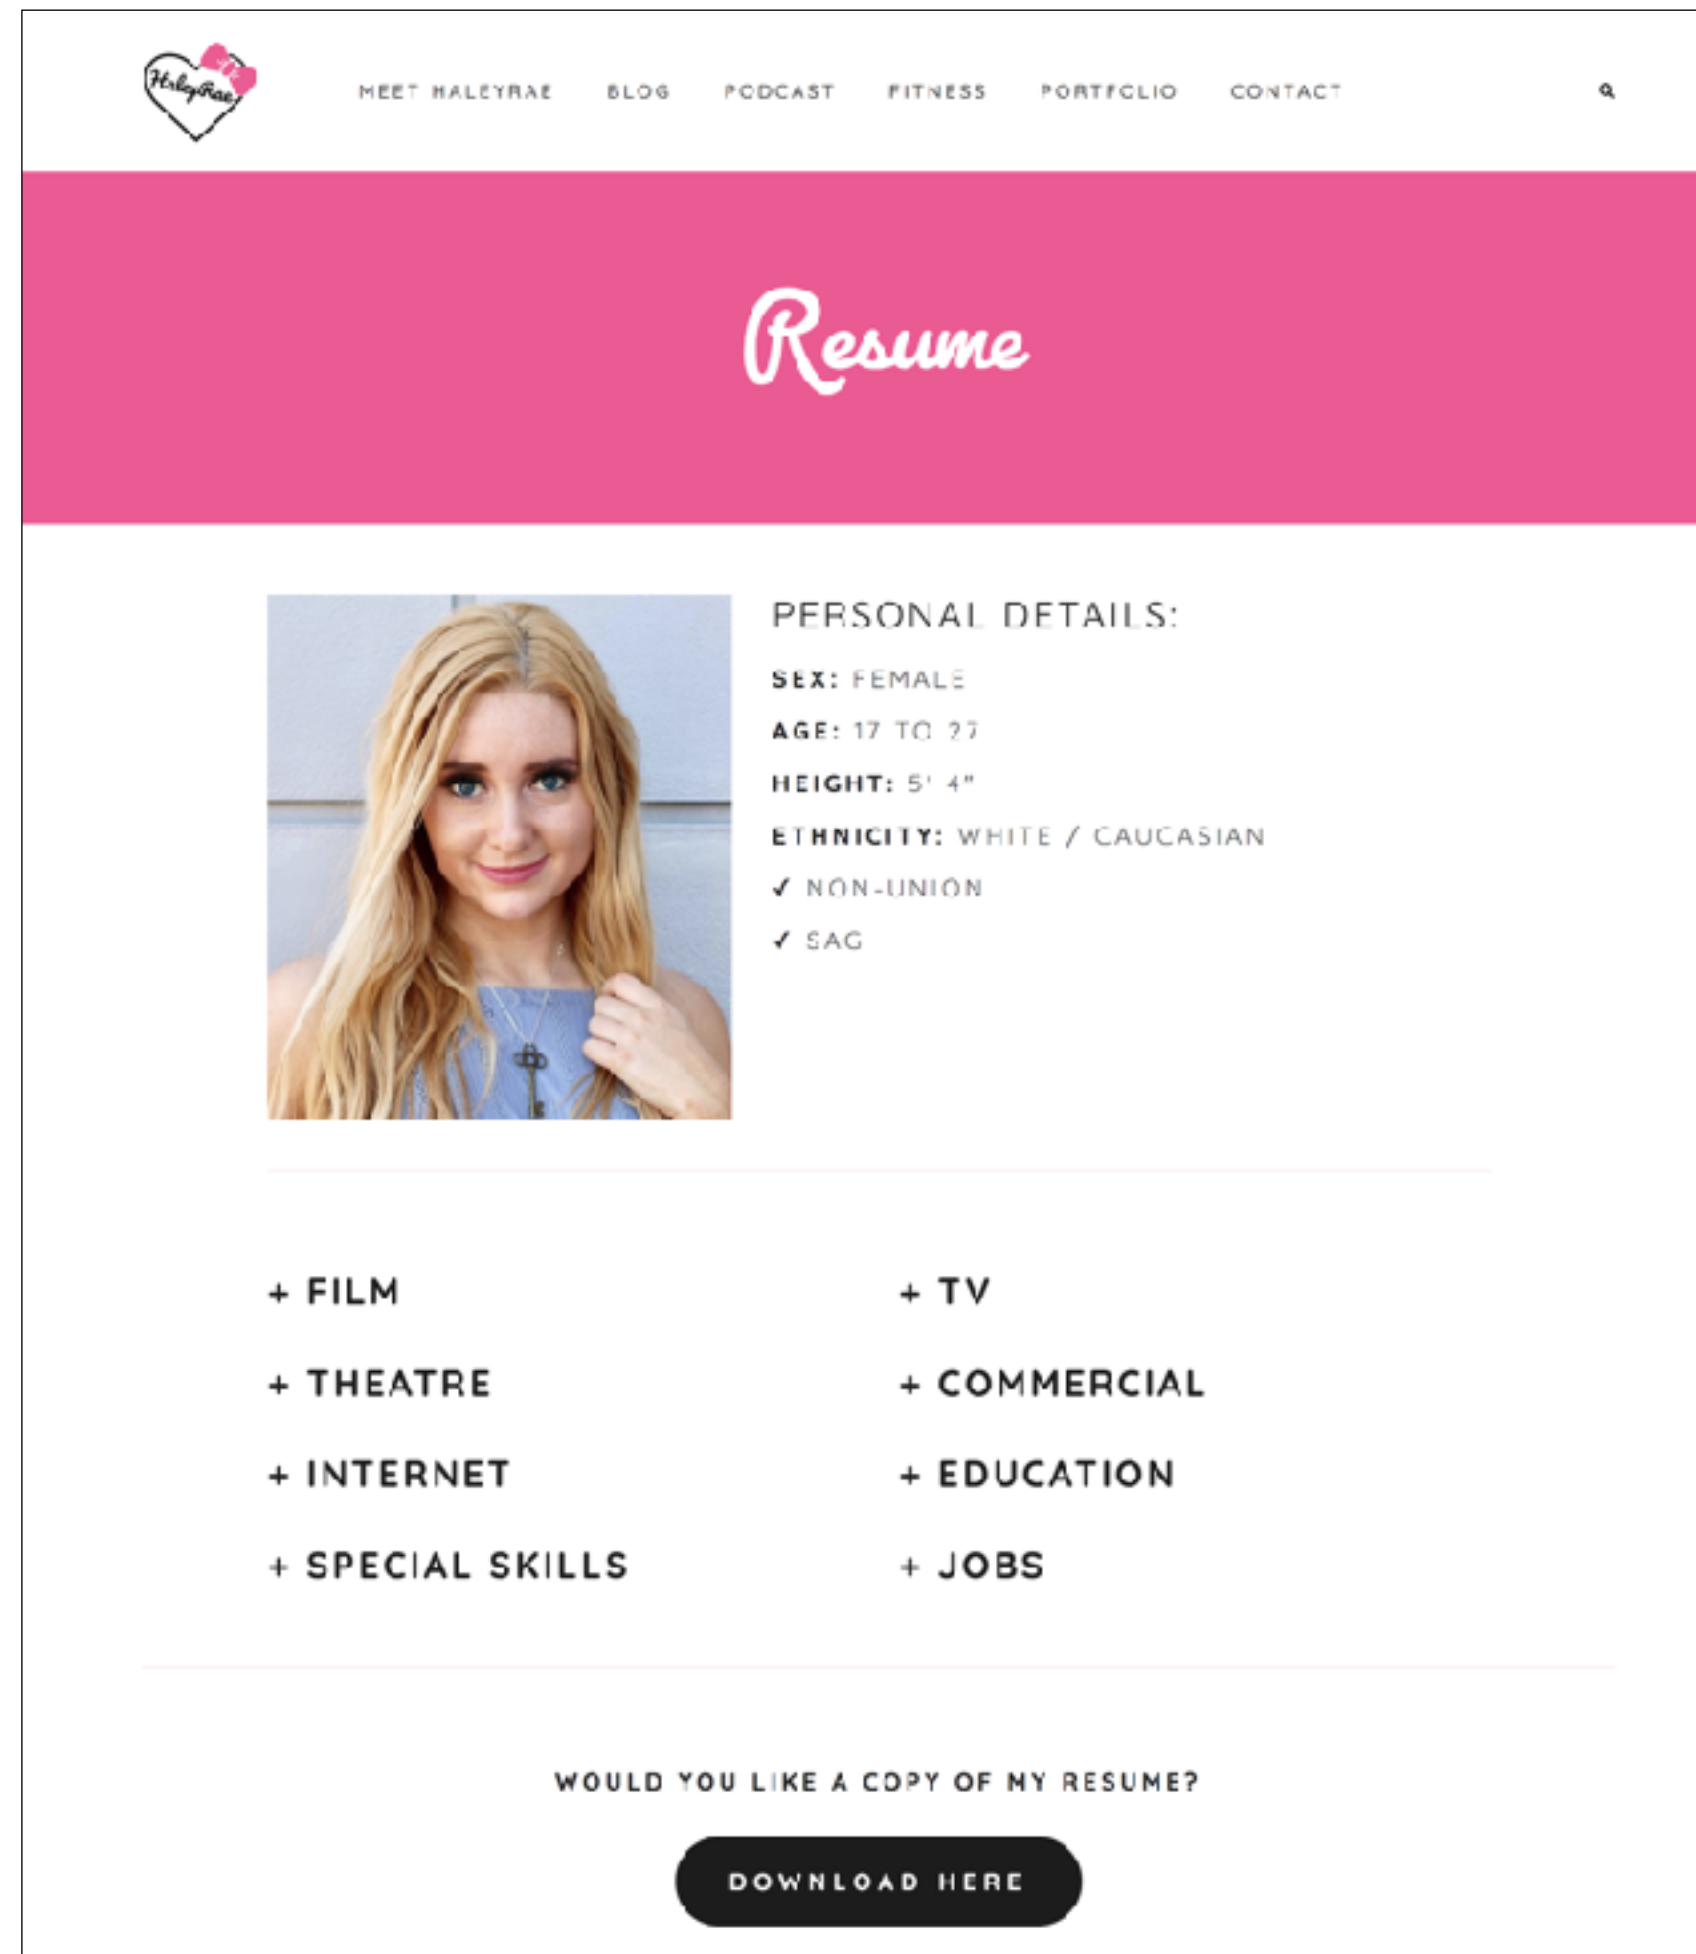 HaleyRae
MEET HALEYRAE BLOG PODCAST FITNESS PORTFOLIO CONTACT
Resume
PERSONAL DETAILS:
SEX: FEMALE
AGE: 17 TO 27
HEIGHT: 5' 4"
ETHNICITY: WHITE / CAUCASIAN
✓ NON-UNION
✓ SAG
+ FILM
+ TV
+ THEATRE
+ COMMERCIAL
+ INTERNET
+ EDUCATION
+ SPECIAL SKILLS
+ JOBS
WOULD YOU LIKE A COPY OF MY RESUME?
DOWNLOAD HERE